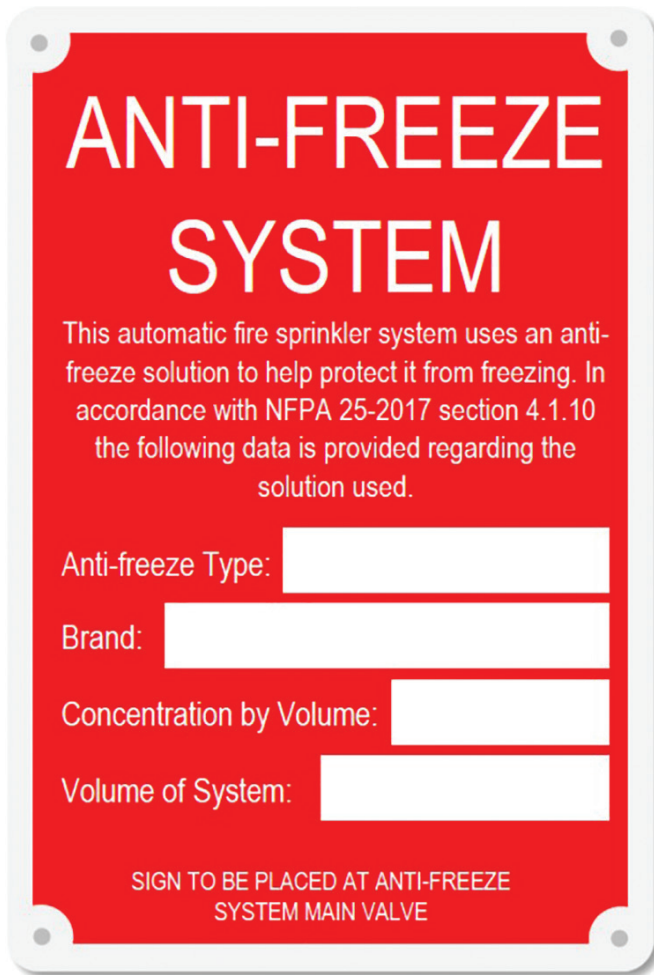 ANTI-FREEZE
SYSTEM
This automatic fire sprinkler system uses an anti-
freeze solution to help protect it from freezing. In
accordance with NFPA 25-2017 section 4.1.10
the following data is provided regarding the
solution used.
Anti-freeze Type:
Brand:
Concentration by Volume:
Volume of System:
SIGN TO BE PLACED AT ANTI-FREEZE
SYSTEM MAIN VALVE